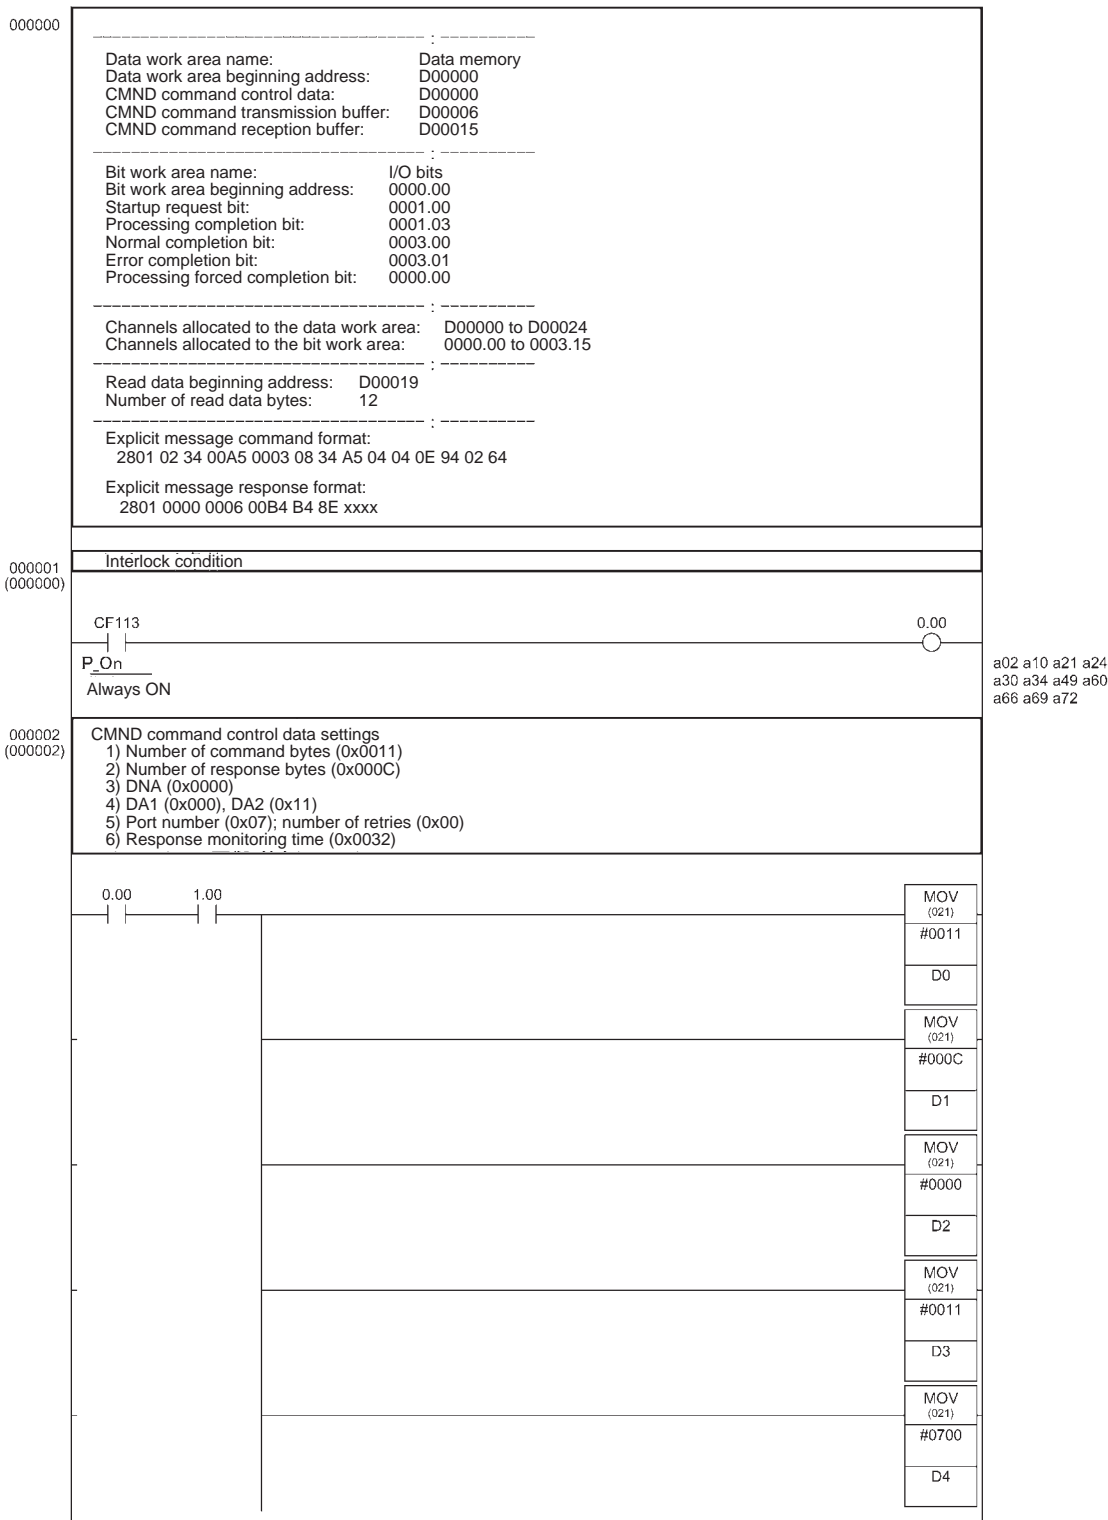 000000
Data work area name: Data memory
Data work area beginning address: D00000
CMND command control data: D00000
CMND command transmission buffer: D00006
CMND command reception buffer: D00015
Bit work area name: I/O bits
Bit work area beginning address: 0000.00
Startup request bit: 0001.00
Processing completion bit: 0001.03
Normal completion bit: 0003.00
Error completion bit: 0003.01
Processing forced completion bit: 0000.00
Channels allocated to the data work area: D00000 to D00024
Channels allocated to the bit work area: 0000.00 to 0003.15
Read data beginning address: D00019
Number of read data bytes: 12
Explicit message command format:
2801 02 34 00A5 0003 08 34 A5 04 04 0E 94 02 64
Explicit message response format:
2801 0000 0006 00B4 B4 8E xxxx
000001
(000000)
Interlock condition
CF113 0.00
P_On
Always ON
a02 a10 a21 a24
a30 a34 a49 a60
a66 a69 a72
000002
(000002)
CMND command control data settings
1) Number of command bytes (0x0011)
2) Number of response bytes (0x000C)
3) DNA (0x0000)
4) DA1 (0x000), DA2 (0x11)
5) Port number (0x07); number of retries (0x00)
6) Response monitoring time (0x0032)
0.00 1.00
MOV
(021)
#0011
D0
MOV
(021)
#000C
D1
MOV
(021)
#0000
D2
MOV
(021)
#0011
D3
MOV
(021)
#0700
D4